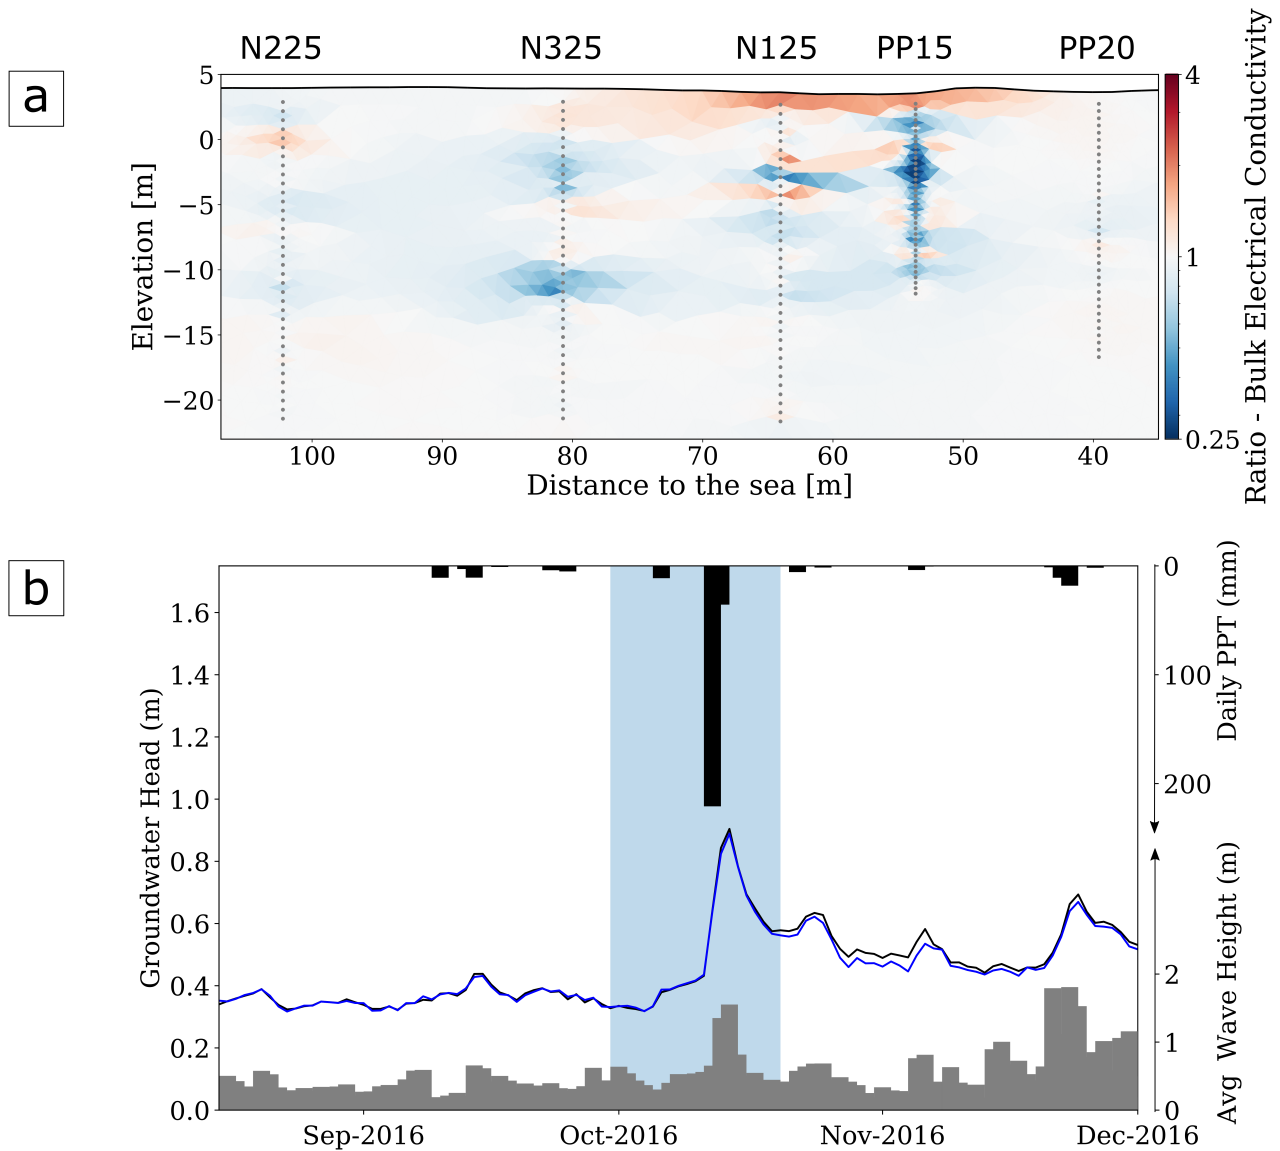 N225 N325 N125 PP15 PP20
a
5
0
−5
−10
−15
−20
Elevation [m]
100 90 80 70 60 50 40
Distance to the sea [m]
4
1
0.25
Ratio - Bulk Electrical Conductivity
b
1.6
1.4
1.2
1.0
0.8
0.6
0.4
0.2
0.0
Groundwater Head (m)
0
100
200
Daily PPT (mm)
2
1
0
Avg Wave Height (m)
Sep-2016 Oct-2016 Nov-2016 Dec-2016